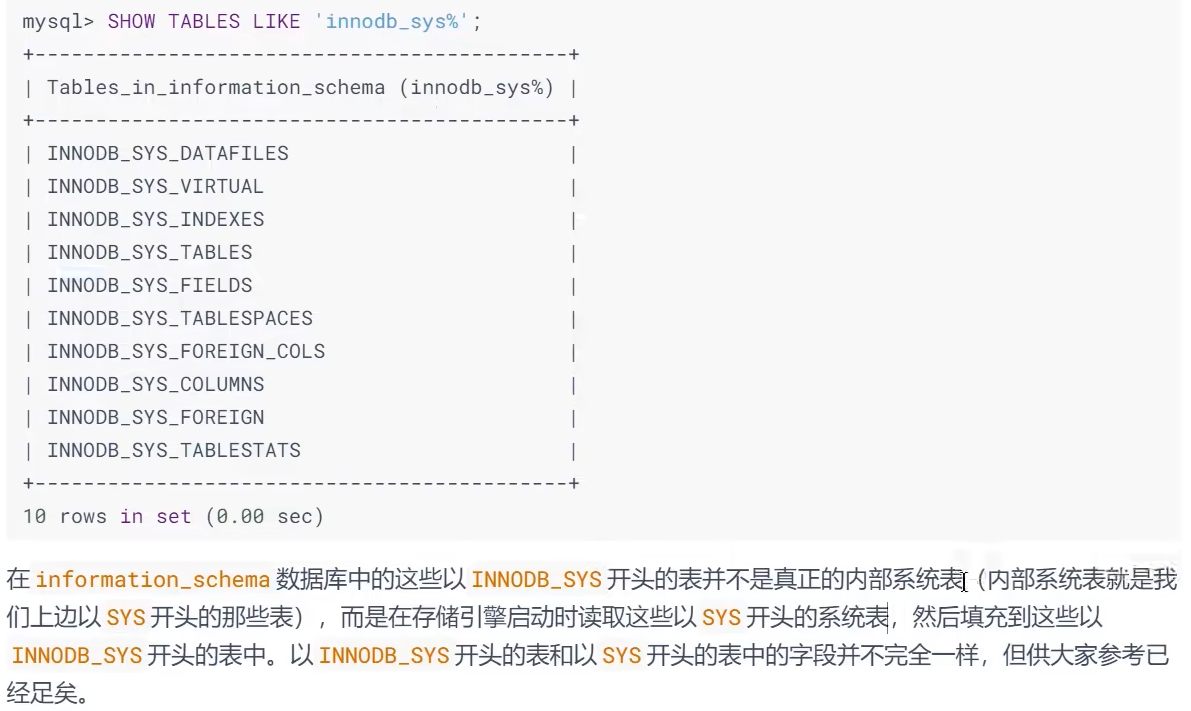 mysql> SHOW TABLES LIKE 'innodb_sys%';
+--------------------------------------------+
| Tables_in_information_schema (innodb_sys%) |
+--------------------------------------------+
| INNODB_SYS_DATAFILES |
| INNODB_SYS_VIRTUAL |
| INNODB_SYS_INDEXES |
| INNODB_SYS_TABLES |
| INNODB_SYS_FIELDS |
| INNODB_SYS_TABLESPACES |
| INNODB_SYS_FOREIGN_COLS |
| INNODB_SYS_COLUMNS |
| INNODB_SYS_FOREIGN |
| INNODB_SYS_TABLESTATS |
+--------------------------------------------+
10 rows in set (0.00 sec)
在 information_schema 数据库中的这些以 INNODB_SYS 开头的表并不是真正的内部系统表（内部系统表就是我
们上边以 SYS 开头的那些表），而是在存储引擎启动时读取这些以 SYS 开头的系统表，然后填充到这些以
INNODB_SYS 开头的表中。以 INNODB_SYS 开头的表和以 SYS 开头的表中的字段并不完全一样，但供大家参考已
经足矣。